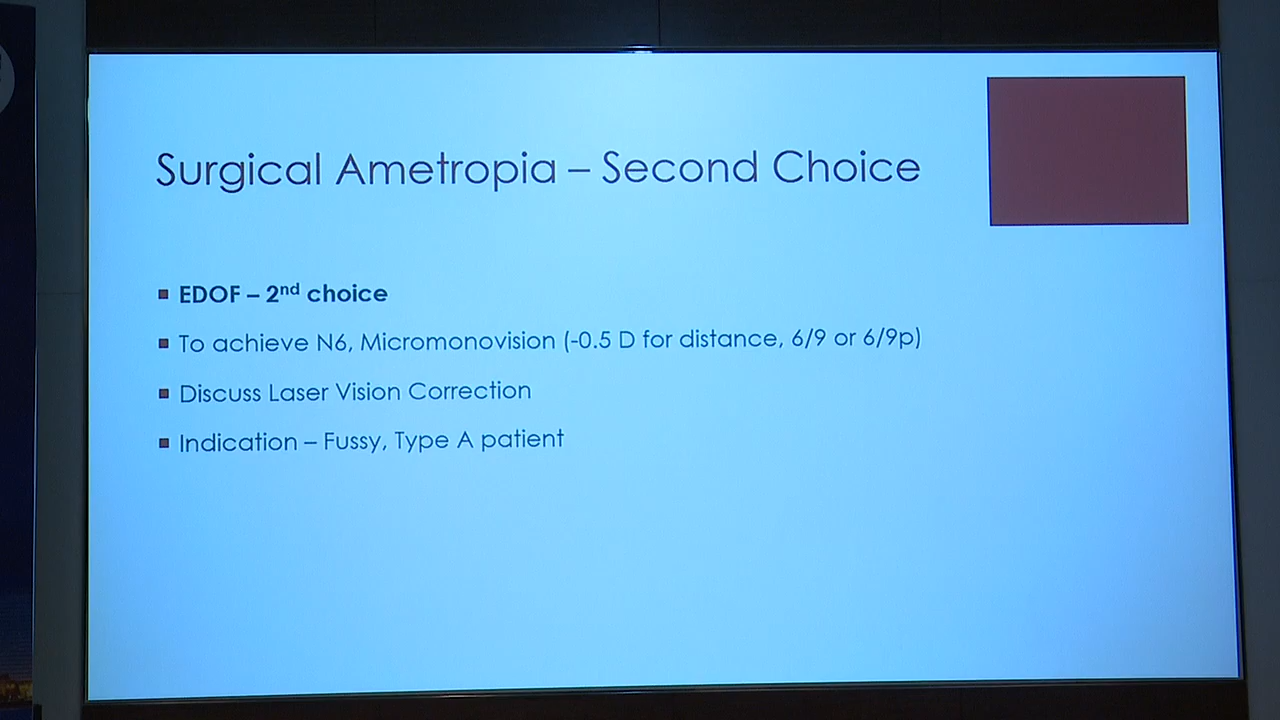 Surgical Ametropia – Second Choice
▪ EDOF – 2nd choice
▪ To achieve N6, Micromonovision (-0.5 D for distance, 6/9 or 6/9p)
▪ Discuss Laser Vision Correction
▪ Indication – Fussy, Type A patient